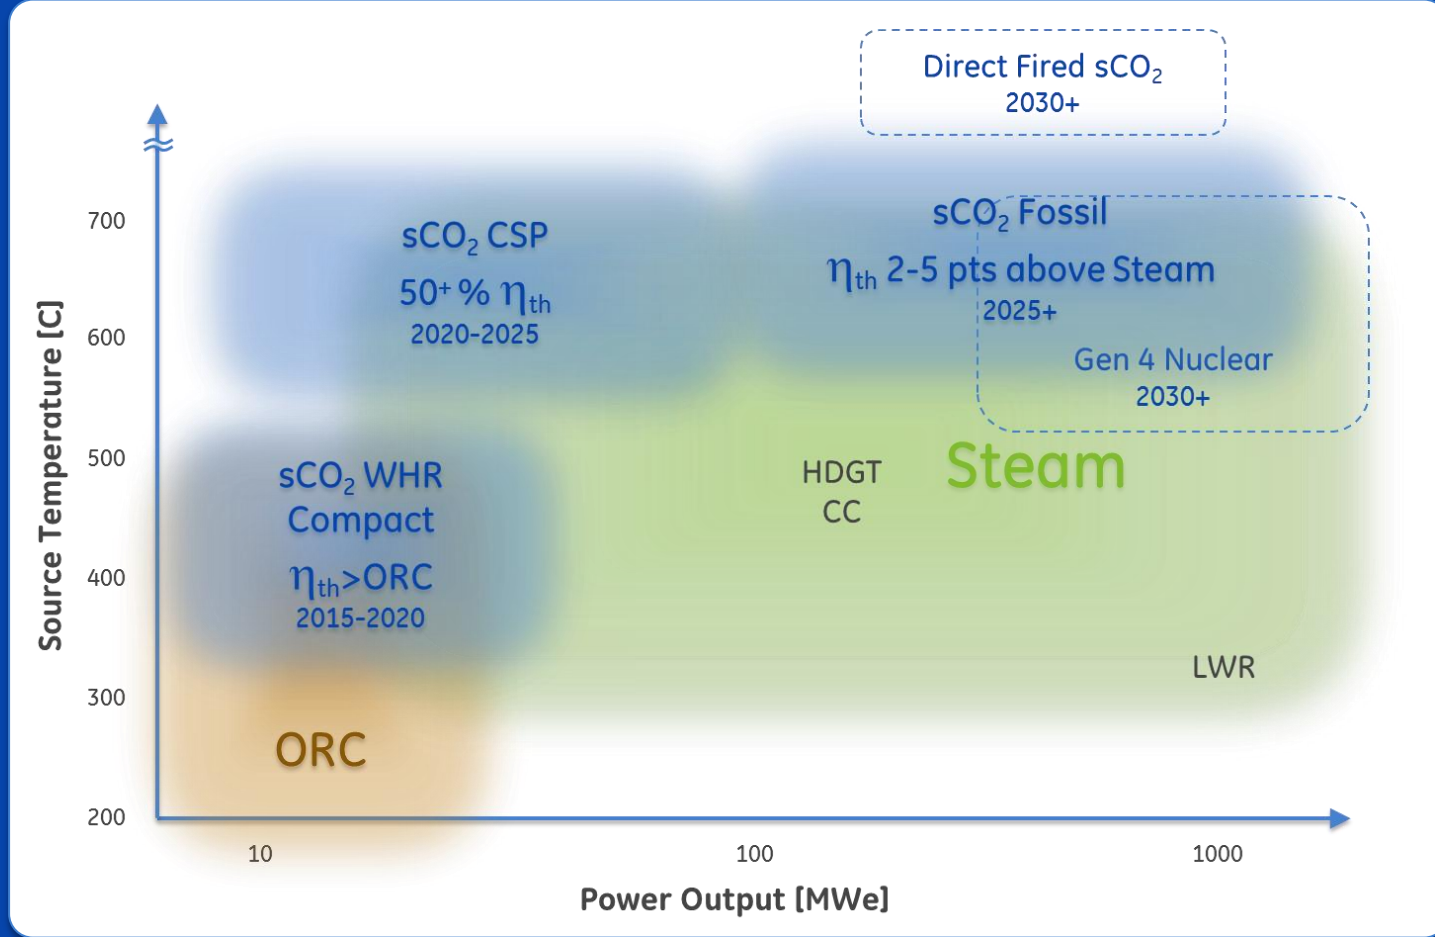 Direct Fired sCO₂
2030+
700
600
500
400
300
200
Source Temperature [C]
sCO₂ CSP
50⁺ % ηth
2020-2025
sCO₂ Fossil
ηth 2-5 pts above Steam
2025+
Gen 4 Nuclear
2030+
sCO₂ WHR
Compact
ηth>ORC
2015-2020
HDGT
CC
Steam
LWR
ORC
10
100
1000
Power Output [MWe]